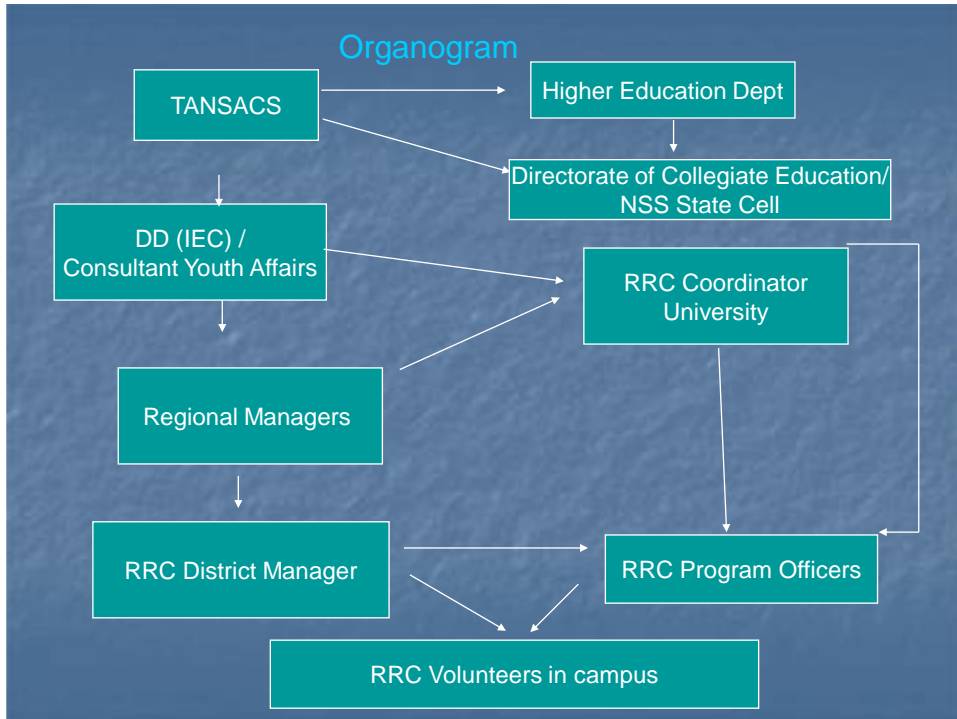 Organogram
TANSACS
Higher Education Dept
Directorate of Collegiate Education/
NSS State Cell
DD (IEC) /
Consultant Youth Affairs
RRC Coordinator
University
Regional Managers
RRC District Manager
RRC Program Officers
RRC Volunteers in campus